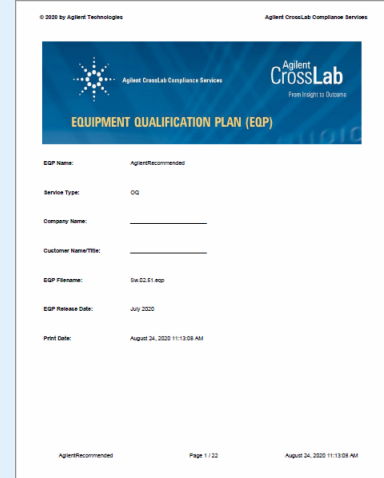 © 2020 by Agilent Technologies
Agilent CrossLab Compliance Services
Agilent CrossLab Compliance Services
Agilent
CrossLab
From Insight to Outcome
EQUIPMENT QUALIFICATION PLAN (EQP)
EQP Name: AgilentRecommended
Service Type: OQ
Company Name:
Customer Name/Title:
EQP Filename: Sw.02.51.eqp
EQP Release Date: July 2020
Print Date: August 24, 2020 11:13:08 AM
AgilentRecommended Page 1 / 22 August 24, 2020 11:13:08 AM